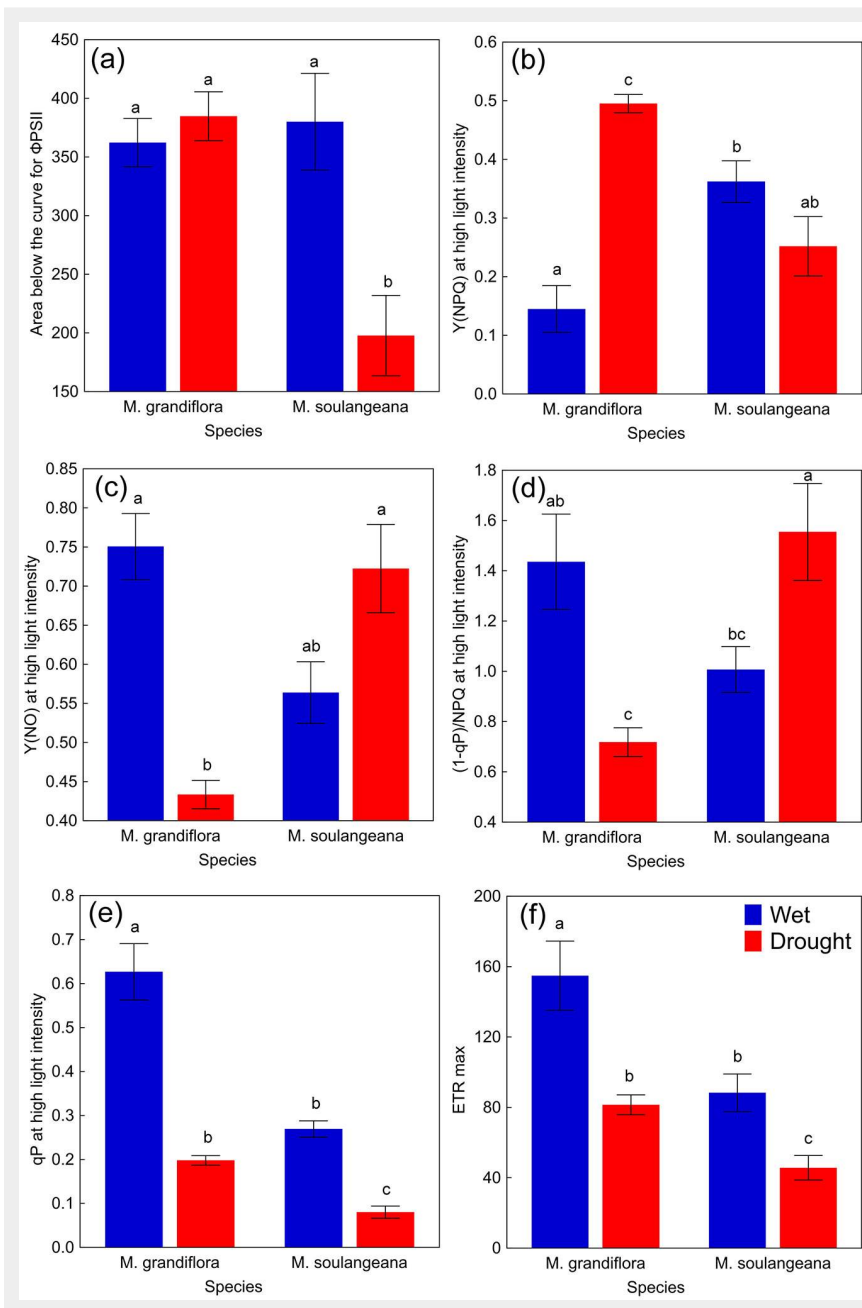 (a)
Area below the curve for ΦPSII
450
400
350
300
250
200
150
a
a
a
b
M. grandiflora
M. soulangeana
Species
(b)
Y(NPQ) at high light intensity
0.6
0.5
0.4
0.3
0.2
0.1
0.0
a
c
b
ab
M. grandiflora
M. soulangeana
Species
(c)
Y(NO) at high light intensity
0.85
0.80
0.75
0.70
0.65
0.60
0.55
0.50
0.45
0.40
a
b
ab
a
M. grandiflora
M. soulangeana
Species
(d)
(1-qP)/NPQ at high light intensity
1.8
1.6
1.4
1.2
1.0
0.8
0.6
0.4
ab
c
bc
a
M. grandiflora
M. soulangeana
Species
(e)
qP at high light intensity
0.8
0.7
0.6
0.5
0.4
0.3
0.2
0.1
0.0
a
b
b
c
M. grandiflora
M. soulangeana
Species
(f)
Wet
Drought
ETR max
200
160
120
80
40
0
a
b
b
c
M. grandiflora
M. soulangeana
Species